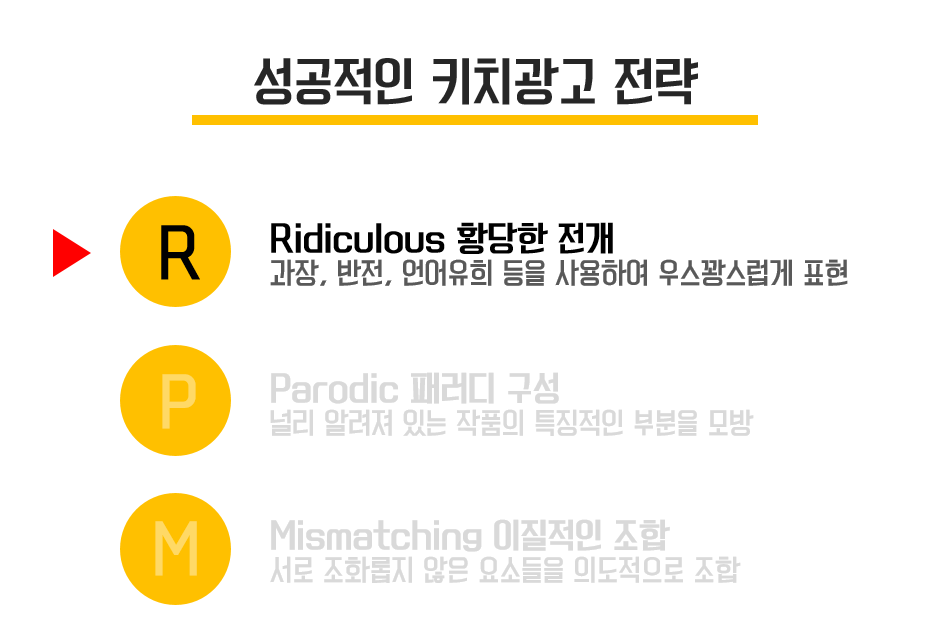 성공적인 키치광고 전략
R
Ridiculous 황당한 전개
과장, 반전, 언어유희 등을 사용하여 우스꽝스럽게 표현
P
Parodic 패러디 구성
널리 알려져 있는 작품의 특징적인 부분을 모방
M
Mismatching 이질적인 조합
서로 조화롭지 않은 요소들을 의도적으로 조합